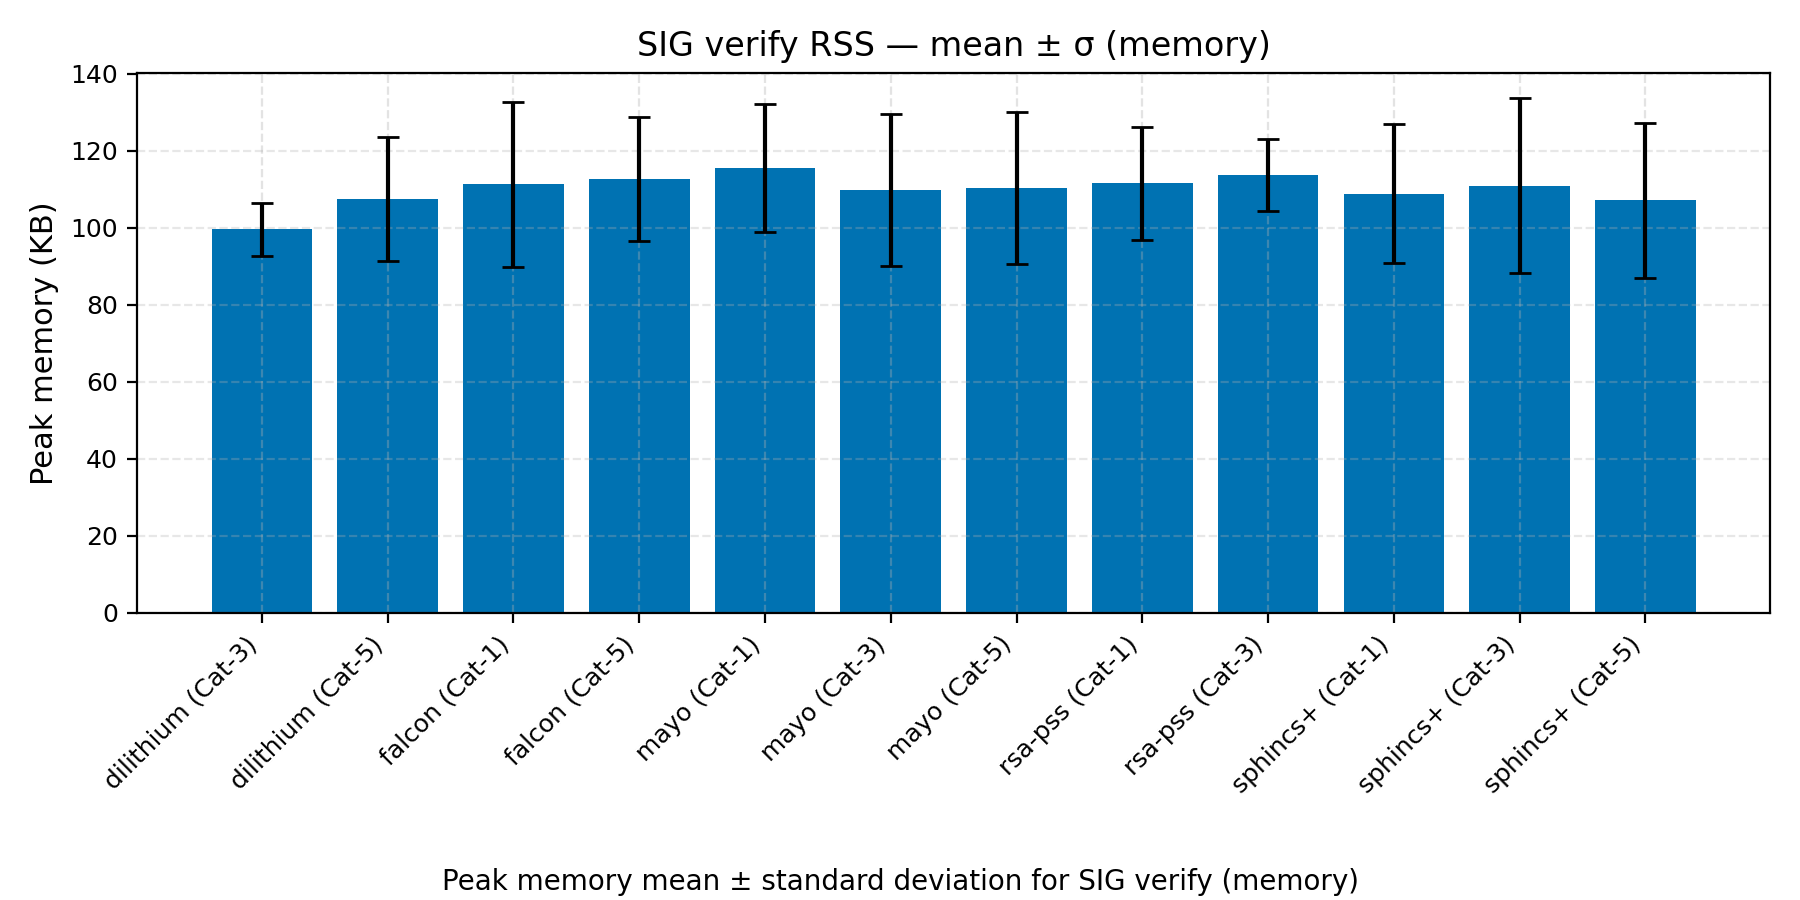 SIG verify RSS — mean ± σ (memory)
Peak memory (KB)
140
120
100
80
60
40
20
0
dilithium (Cat-3)
dilithium (Cat-5)
falcon (Cat-1)
falcon (Cat-5)
mayo (Cat-1)
mayo (Cat-3)
mayo (Cat-5)
rsa-pss (Cat-1)
rsa-pss (Cat-3)
sphincs+ (Cat-1)
sphincs+ (Cat-3)
sphincs+ (Cat-5)
Peak memory mean ± standard deviation for SIG verify (memory)